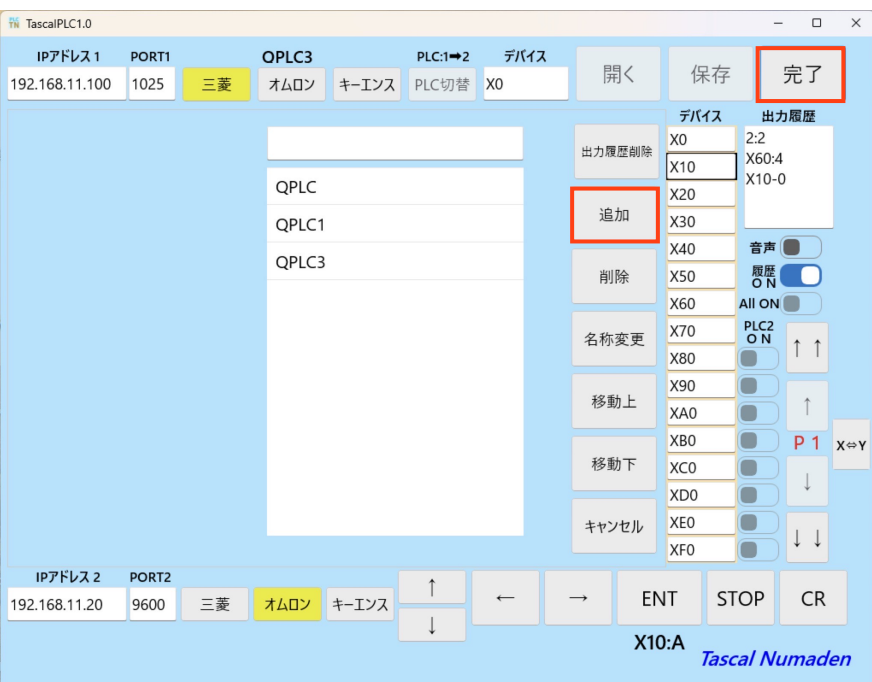 TascalPLC1.0
IPアドレス 1 PORT1 QPLC3 PLC:1➡2 デバイス
192.168.11.100 1025 三菱 オムロン キーエンス PLC切替 X0 開く 保存 完了
デバイス 出力履歴
出力履歴削除
追加
削除
名称変更
移動上
移動下
キャンセル
QPLC
QPLC1
QPLC3
X0
X10
X20
X30
X40
X50
X60
X70
X80
X90
XA0
XB0
XC0
XD0
XE0
XF0
2:2
X60:4
X10-0
音声
履歴
O N
All ON
PLC2
O N
↑ ↑
↑
P 1
↓
↓ ↓
X⇔Y
IPアドレス 2 PORT2
192.168.11.20 9600 三菱 オムロン キーエンス ↑ ↓ ← → ENT STOP CR
X10:A
Tascal Numaden